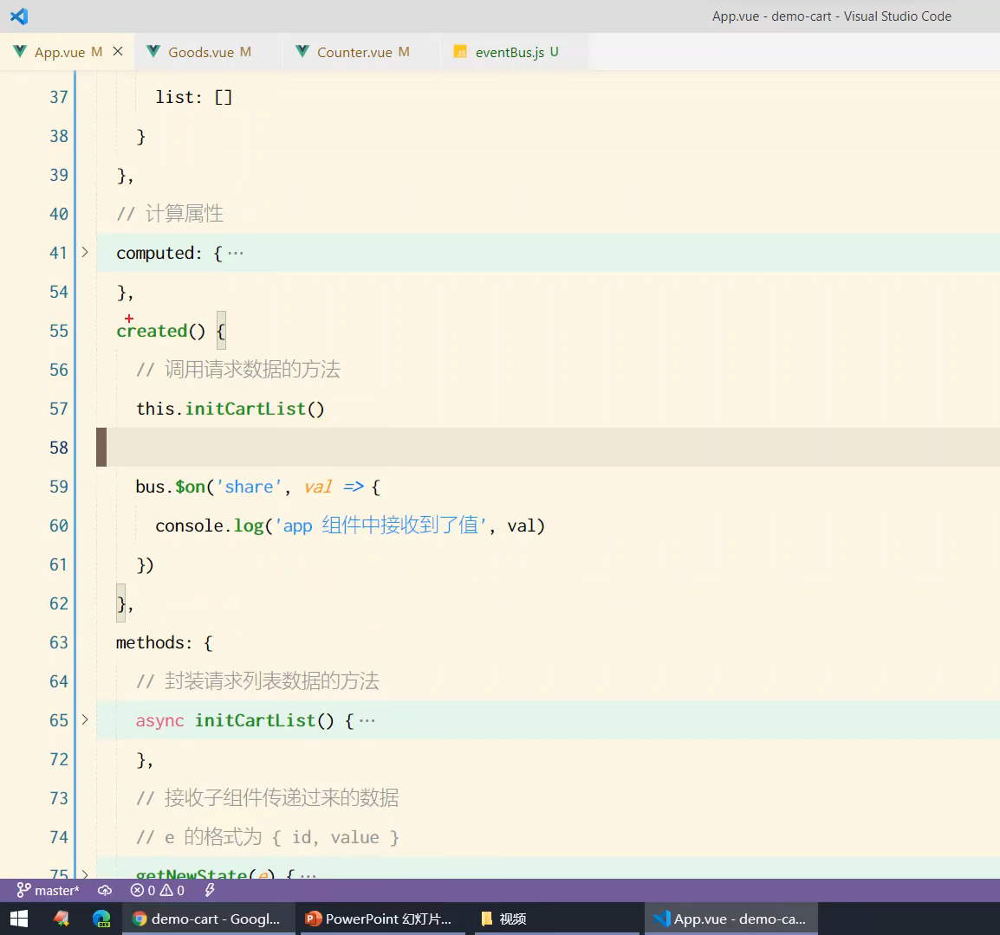 App.vue - demo-cart - Visual Studio Code
App.vue M
Goods.vue M
Counter.vue M
JS eventBus.js U
37 list: []
38 }
39 },
40 // 计算属性
41 computed: {···
54 },
55 created() {
56 // 调用请求数据的方法
57 this.initCartList()
58
59 bus.$on('share', val => {
60 console.log('app 组件中接收到了值', val)
61 })
62 },
63 methods: {
64 // 封装请求列表数据的方法
65 async initCartList() {···
72 },
73 // 接收子组件传递过来的数据
74 // e 的格式为 { id, value }
75 getNewState(e) {···
master* 0 0
DEV demo-cart - Googl... PowerPoint 幻灯片... 视频 App.vue - demo-ca...